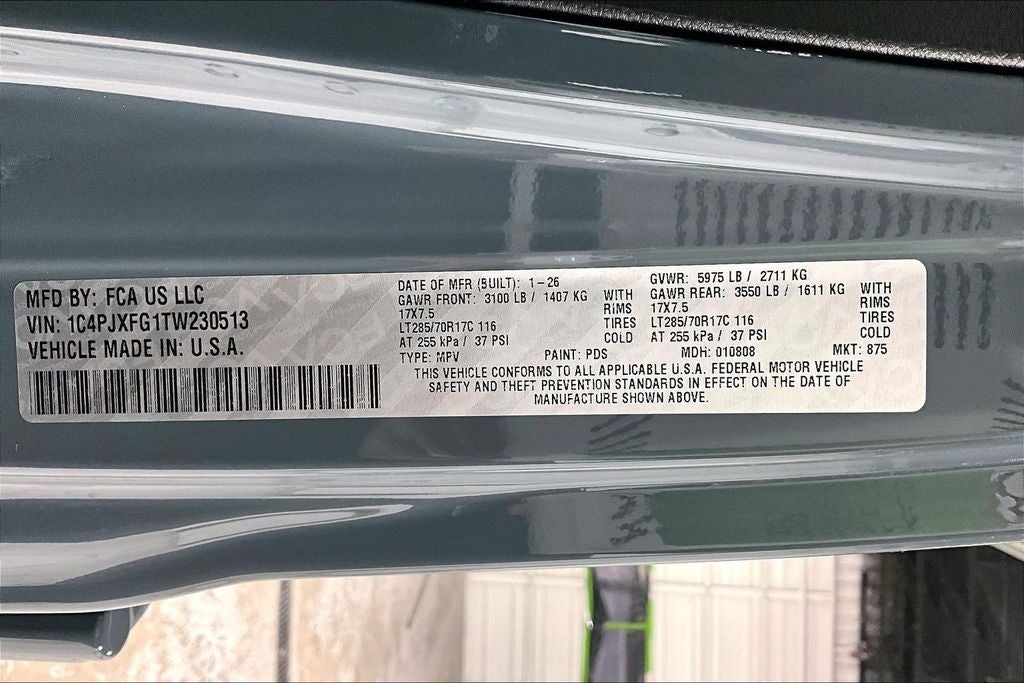 MFD BY: FCA US LLC
VIN: 1C4PJXFG1TW230513
VEHICLE MADE IN: U.S.A.
DATE OF MFR (BUILT): 1-26
GAWR FRONT: 3100 LB / 1407 KG WITH
17X7.5 RIMS
LT285/70R17C 116 TIRES
AT 255 kPa / 37 PSI COLD
GVWR: 5975 LB / 2711 KG
GAWR REAR: 3550 LB / 1611 KG WITH
17X7.5 RIMS
LT285/70R17C 116 TIRES
AT 255 kPa / 37 PSI COLD
TYPE: MPV PAINT: PDS MDH: 010808 MKT: 875
THIS VEHICLE CONFORMS TO ALL APPLICABLE U.S.A. FEDERAL MOTOR VEHICLE
SAFETY AND THEFT PREVENTION STANDARDS IN EFFECT ON THE DATE OF
MANUFACTURE SHOWN ABOVE.